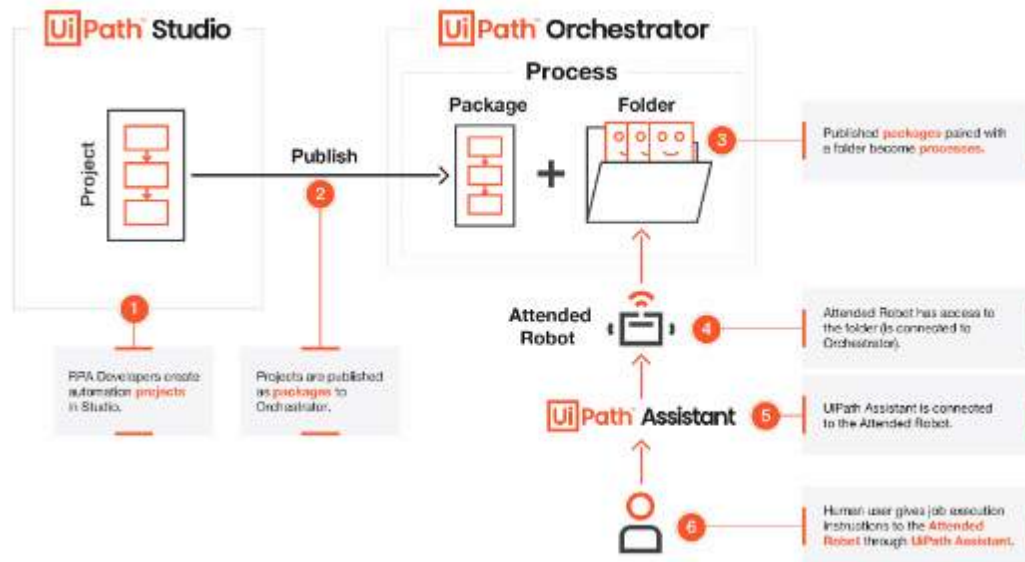 UiPath Studio
UiPath Orchestrator
Process
Package
Folder
Project
Publish
+
1
2
3
4
5
6
RPA Developers create
automation projects
in Studio.
Projects are published
as packages to
Orchestrator.
Published packages paired with
a folder become processes.
Attended
Robot
Attended Robot has access to
the folder (is connected to
Orchestrator).
UiPath Assistant
UiPath Assistant is connected
to the Attended Robot.
Human user gives job execution
instructions to the Attended
Robot through UiPath Assistant.